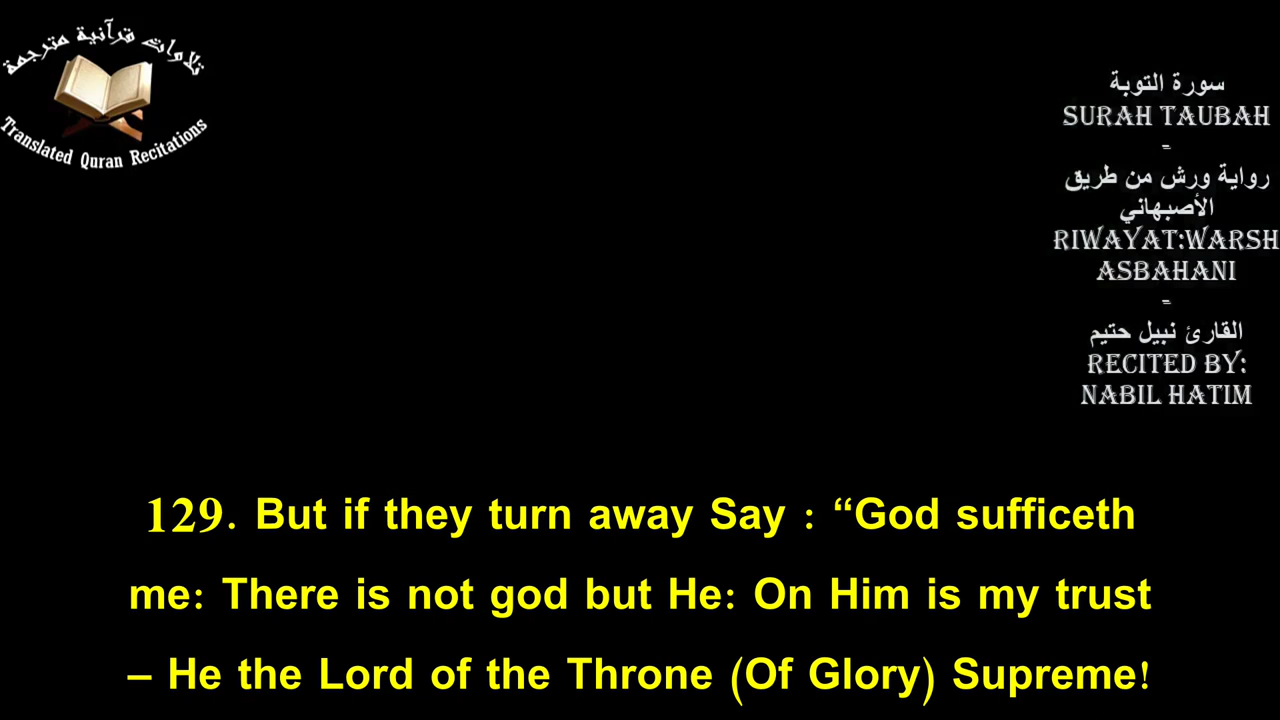 تلاوات قرآنية مترجمة
Translated Quran Recitations
سورة التوبة
SURAH TAUBAH
-
رواية ورش من طريق
الأصبهاني
RIWAYAT:WARSH
ASBAHANI
-
القارئ نبيل حتيم
RECITED BY:
NABIL HATIM
129. But if they turn away Say : “God sufficeth
me: There is not god but He: On Him is my trust
– He the Lord of the Throne (Of Glory) Supreme!